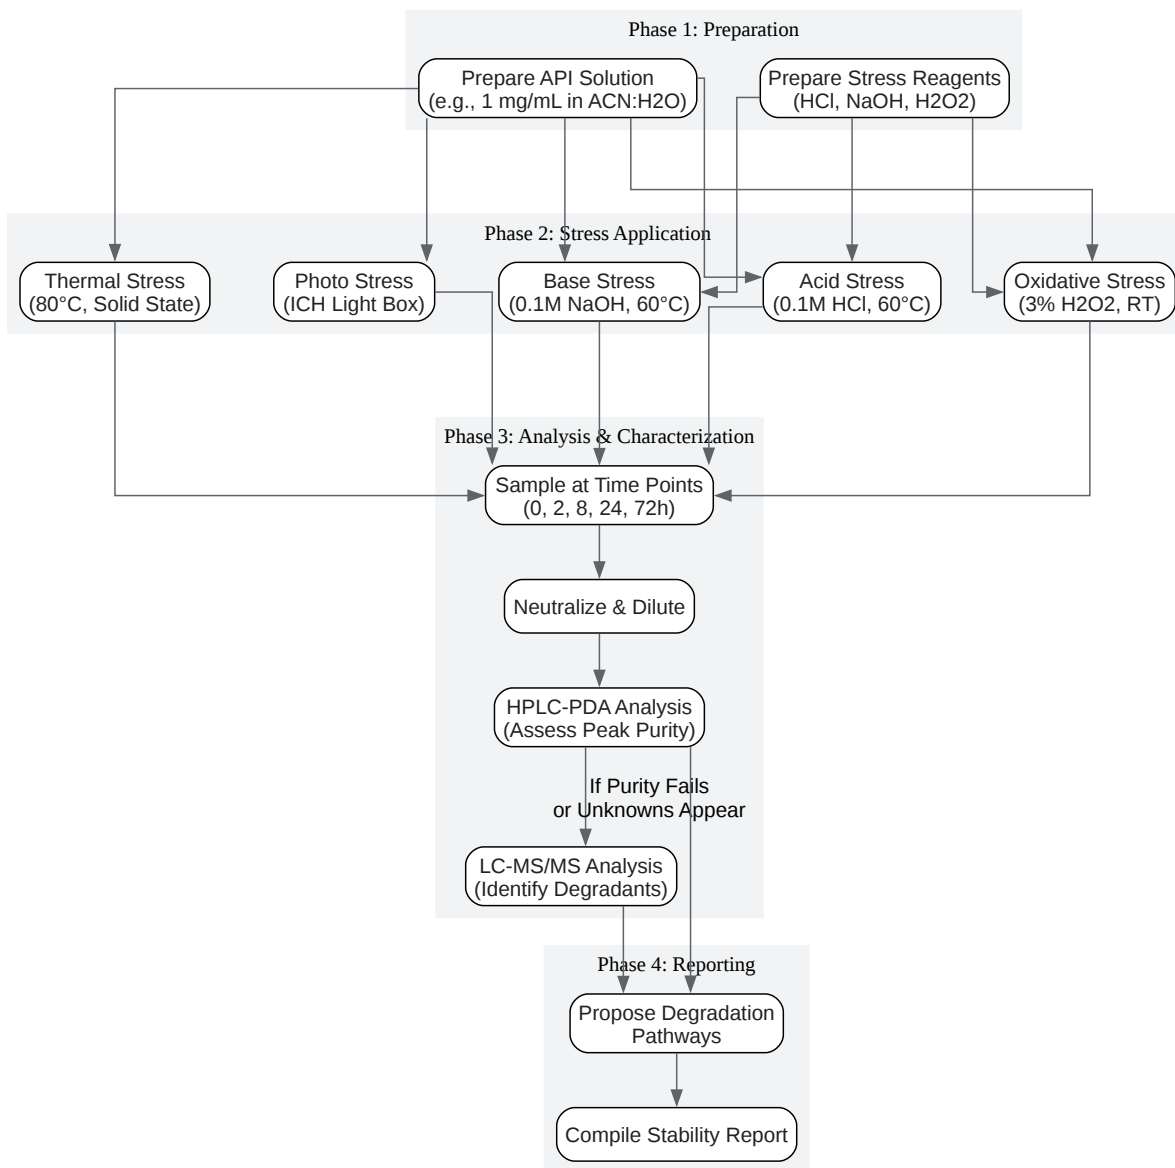 Phase 1: Preparation
Prepare API Solution
(e.g., 1 mg/mL in ACN:H2O)
Prepare Stress Reagents
(HCl, NaOH, H2O2)
Phase 2: Stress Application
Thermal Stress
(80°C, Solid State)
Photo Stress
(ICH Light Box)
Base Stress
(0.1M NaOH, 60°C)
Acid Stress
(0.1M HCl, 60°C)
Oxidative Stress
(3% H2O2, RT)
Phase 3: Analysis & Characterization
Sample at Time Points
(0, 2, 8, 24, 72h)
Neutralize & Dilute
HPLC-PDA Analysis
(Assess Peak Purity)
If Purity Fails
or Unknowns Appear
LC-MS/MS Analysis
(Identify Degradants)
Phase 4: Reporting
Propose Degradation
Pathways
Compile Stability Report